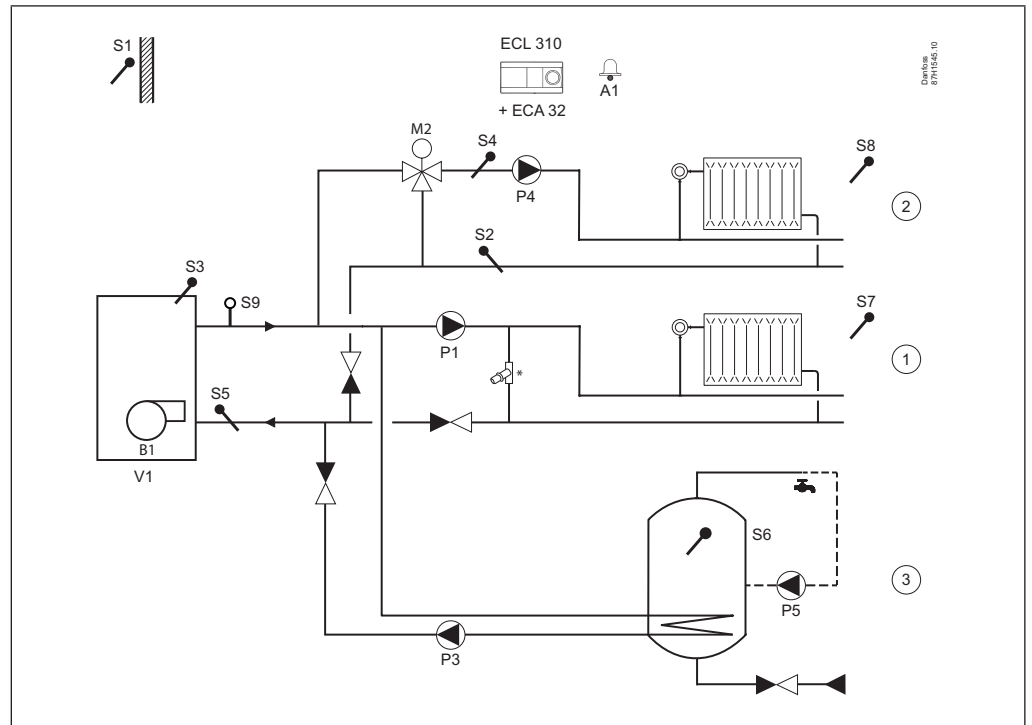 S1
ECL 310
A1
+ ECA 32
Danfoss
87H1545.10
M2
S4
P4
S8
2
S2
S3
S9
P1
S7
1
*
S5
B1
V1
S6
3
P5
P3